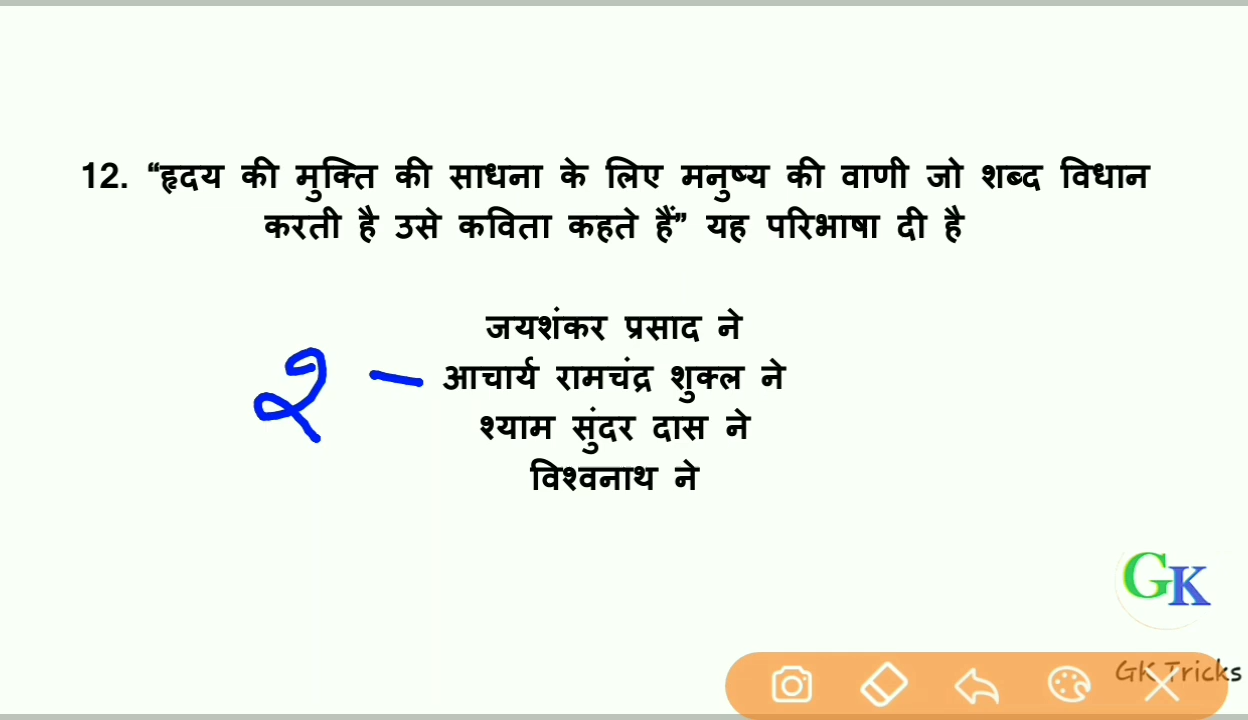 12. “हृदय की मुक्ति की साधना के लिए मनुष्य की वाणी जो शब्द विधान
करती है उसे कविता कहते हैं” यह परिभाषा दी है
जयशंकर प्रसाद ने
२ – आचार्य रामचंद्र शुक्ल ने
श्याम सुंदर दास ने
विश्वनाथ ने
GK
GK Tricks